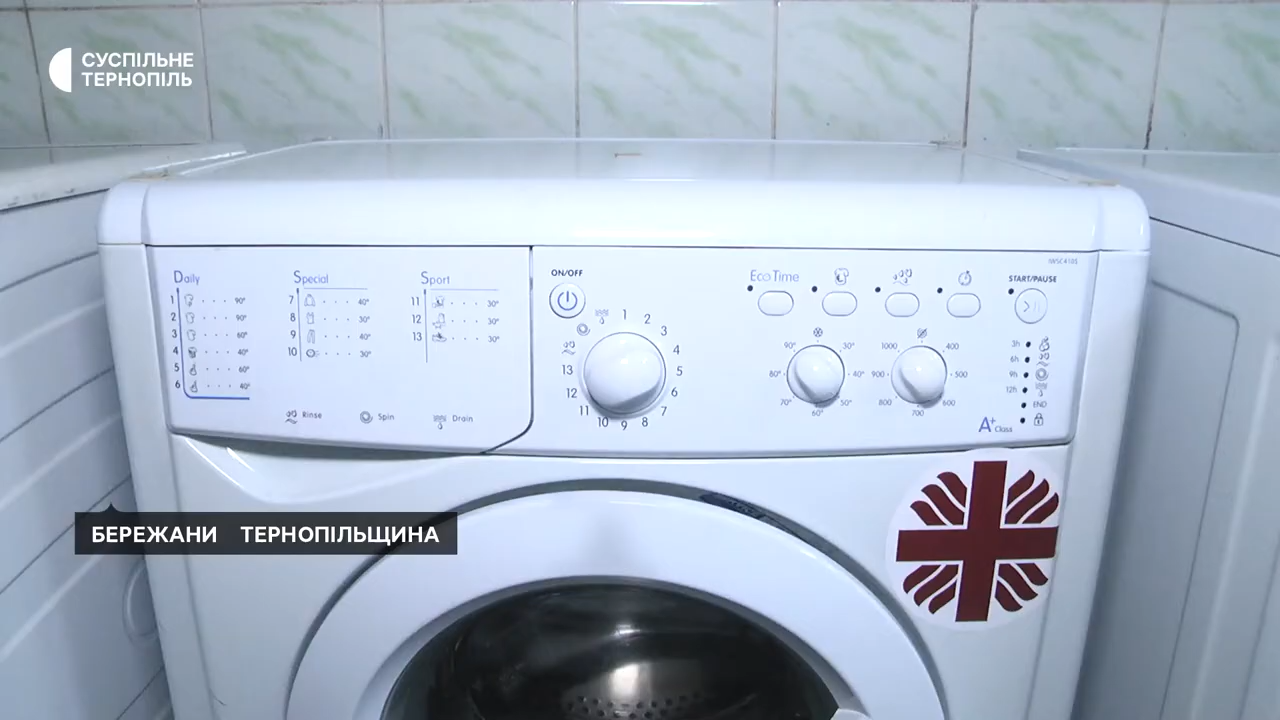 СУСПІЛЬНЕ
ТЕРНОПІЛЬ
IWSC 4105
Daily
1 90°
2 90°
3 60°
4 40°
5 60°
6 40°
Special
7 40°
8 30°
9 40°
10 30°
Sport
11 30°
12 30°
13 30°
Rinse Spin Drain
ON/OFF
1 2 3 4 5 6 7 8 9 10 11 12 13
Eco Time
START/PAUSE
90° 30° 80° 40° 70° 60° 50°
1000 400 900 500 800 700 600
3h
6h
9h
12h
END
A+ Class
БЕРЕЖАНИ ТЕРНОПІЛЬЩИНА